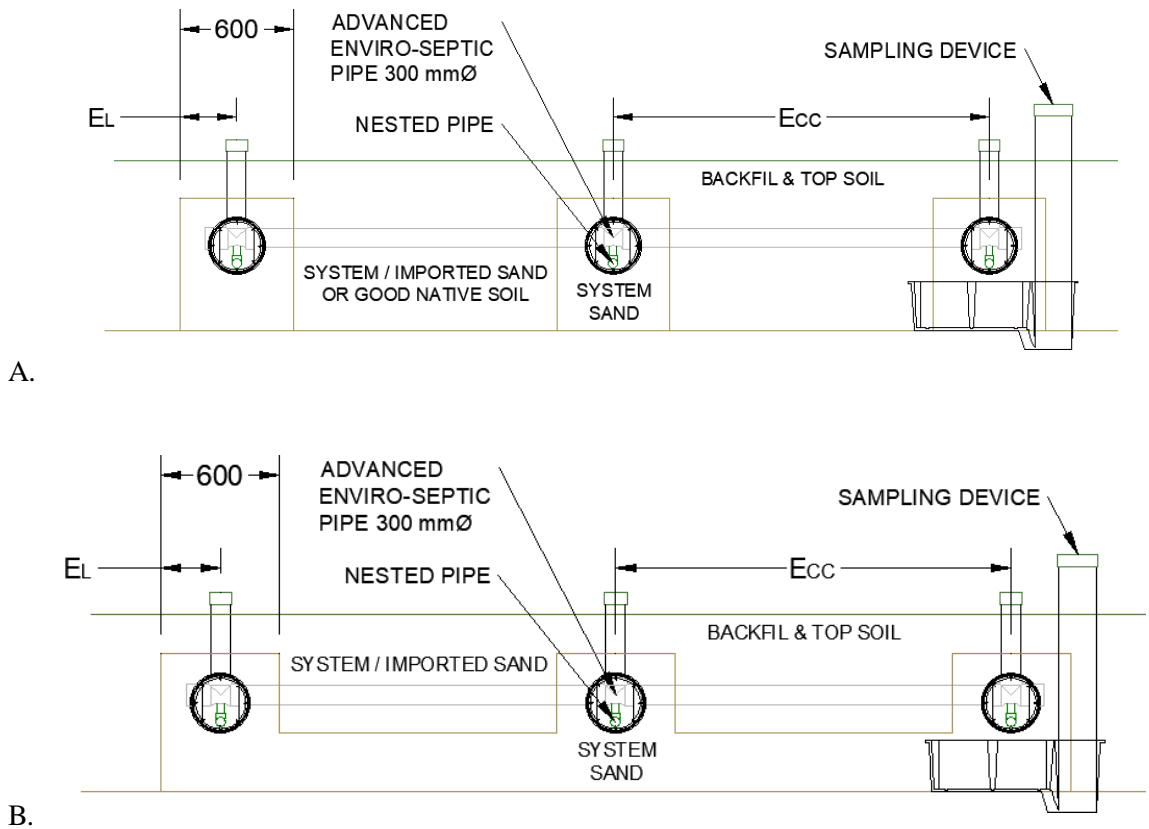 600
ADVANCED
ENVIRO-SEPTIC
PIPE 300 mmØ
SAMPLING DEVICE
EL
NESTED PIPE
ECC
BACKFIL & TOP SOIL
SYSTEM / IMPORTED SAND
OR GOOD NATIVE SOIL
SYSTEM
SAND
A.
600
ADVANCED
ENVIRO-SEPTIC
PIPE 300 mmØ
SAMPLING DEVICE
EL
NESTED PIPE
ECC
BACKFIL & TOP SOIL
SYSTEM / IMPORTED SAND
SYSTEM
SAND
B.